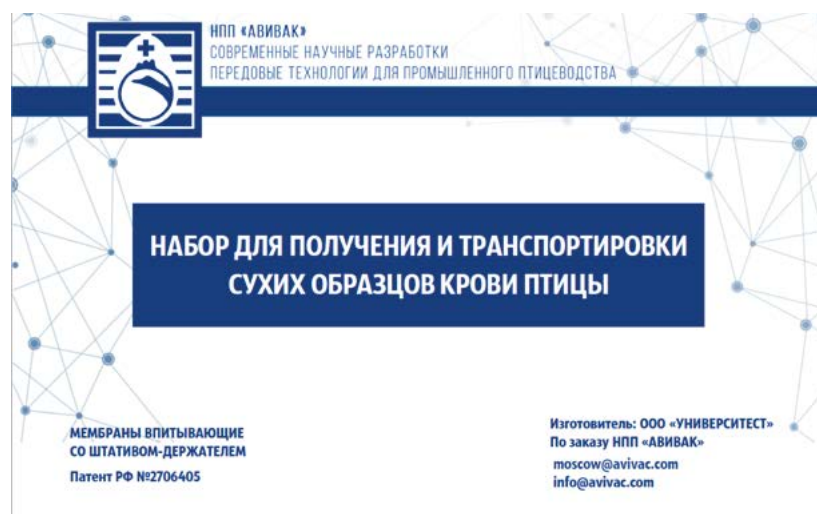 НПП «АВИВАК»
СОВРЕМЕННЫЕ НАУЧНЫЕ РАЗРАБОТКИ
ПЕРЕДОВЫЕ ТЕХНОЛОГИИ ДЛЯ ПРОМЫШЛЕННОГО ПТИЦЕВОДСТВА
НАБОР ДЛЯ ПОЛУЧЕНИЯ И ТРАНСПОРТИРОВКИ
СУХИХ ОБРАЗЦОВ КРОВИ ПТИЦЫ
МЕМБРАНЫ ВПИТЫВАЮЩИЕ
СО ШТАТИВОМ-ДЕРЖАТЕЛЕМ
Патент РФ №2706405
Изготовитель: ООО «УНИВЕРСИТЕСТ»
По заказу НПП «АВИВАК»
moscow@avivac.com
info@avivac.com